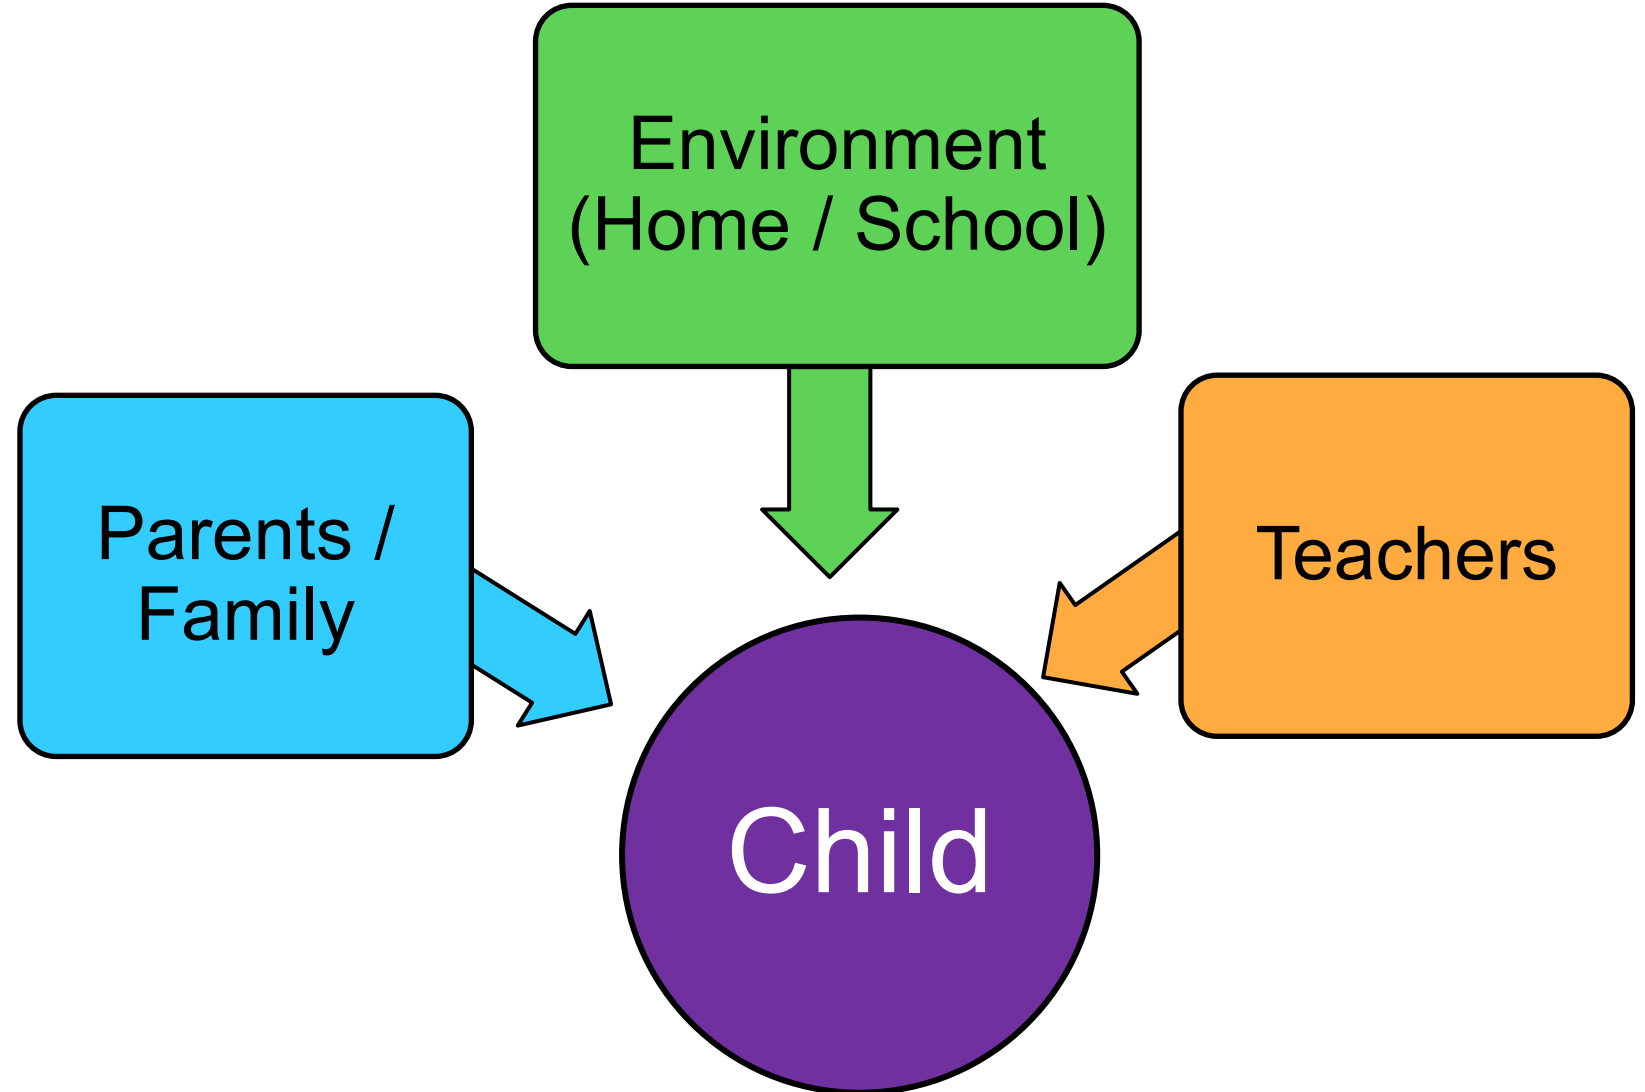 Environment
(Home / School)
Parents /
Family
Teachers
Child